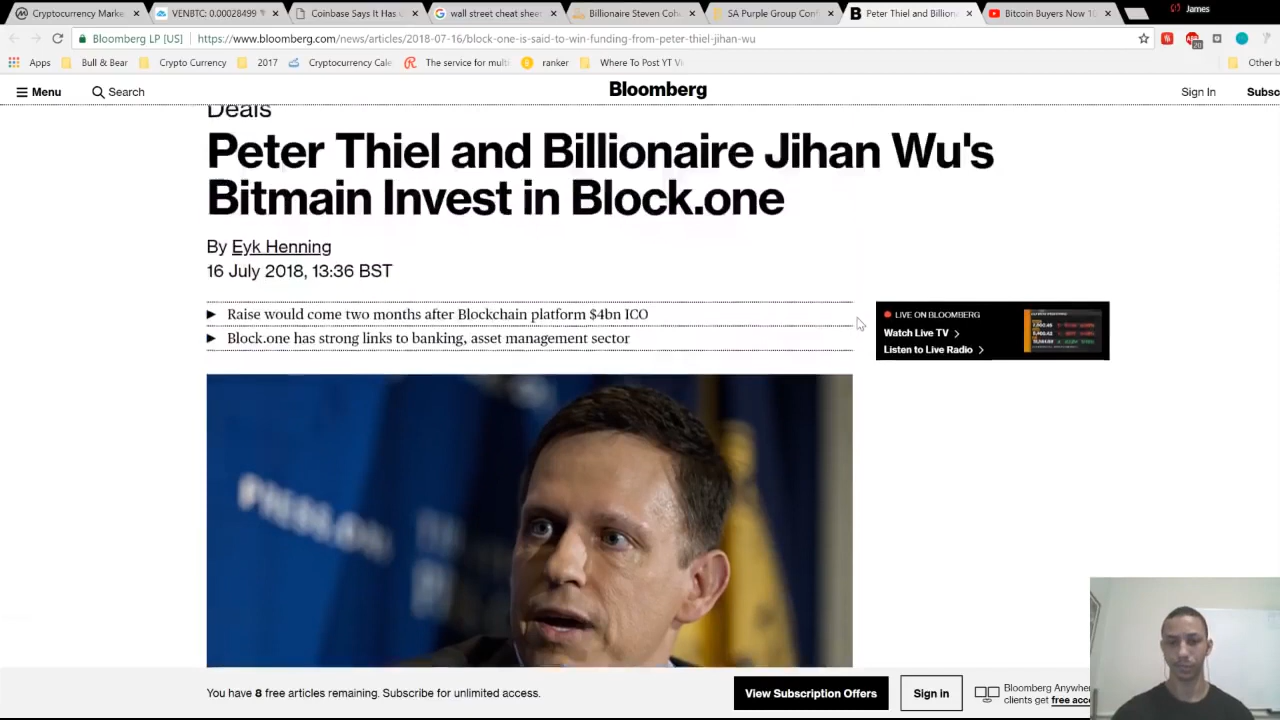 Cryptocurrency Marke
VENBTC: 0.00028499
Coinbase Says It Has
wall street cheat sheet
Billionaire Steven Coh
SA Purple Group Conf
Peter Thiel and Billion
Bitcoin Buyers Now 10
James
Bloomberg LP [US]
https://www.bloomberg.com/news/articles/2018-07-16/block-one-is-said-to-win-funding-from-peter-thiel-jihan-wu
20
Apps
Bull & Bear
Crypto Currency
2017
Cryptocurrency Cale
The service for multi
ranker
Where To Post YT Vi
Other b
Menu
Search
Bloomberg
Sign In
Subsc
Deals
Peter Thiel and Billionaire Jihan Wu's
Bitmain Invest in Block.one
By Eyk Henning
16 July 2018, 13:36 BST
Raise would come two months after Blockchain platform $4bn ICO
Block.one has strong links to banking, asset management sector
LIVE ON BLOOMBERG
Watch Live TV
Listen to Live Radio
You have 8 free articles remaining. Subscribe for unlimited access.
View Subscription Offers
Sign in
Bloomberg Anywhe
clients get free acce